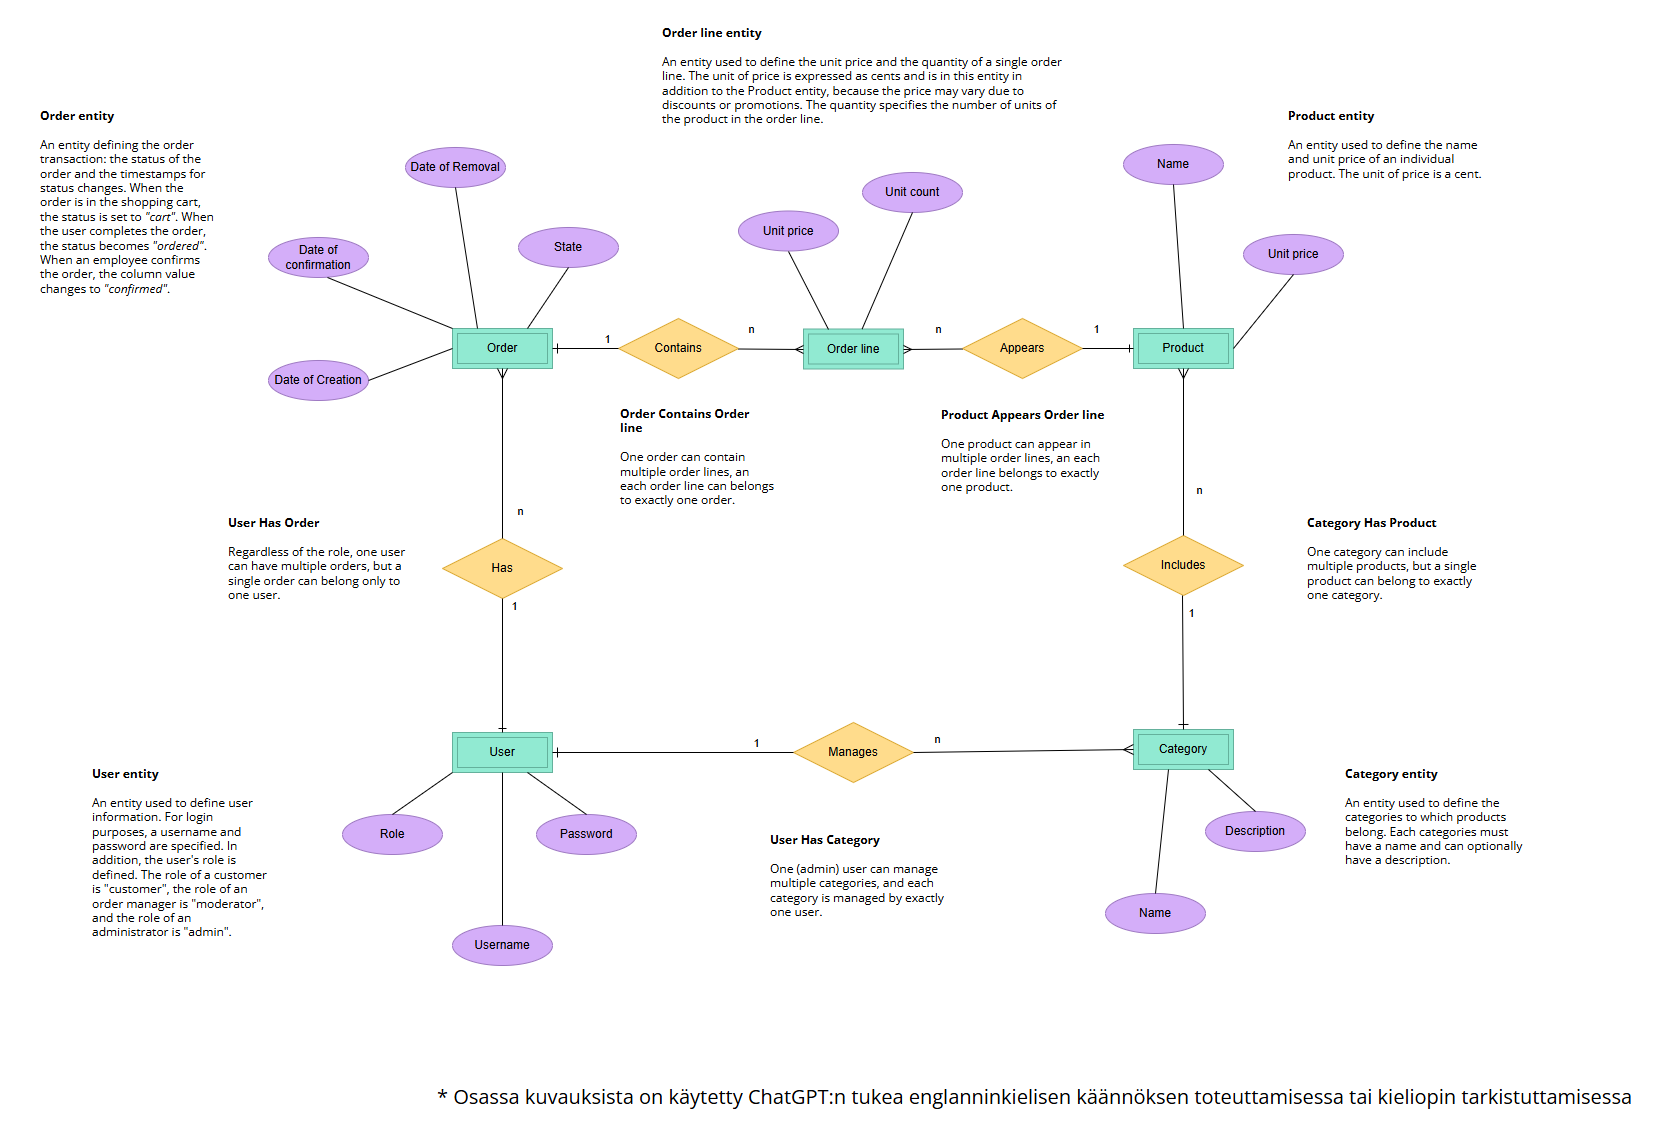 Order line entity
An entity used to define the unit price and the quantity of a single order
line. The unit of price is expressed as cents and is in this entity in
addition to the Product entity, because the price may vary due to
discounts or promotions. The quantity specifies the number of units of
the product in the order line.
Order entity
An entity defining the order
transaction: the status of the
order and the timestamps for
status changes. When the
order is in the shopping cart,
the status is set to "cart". When
the user completes the order,
the status becomes "ordered".
When an employee confirms
the order, the column value
changes to "confirmed".
Product entity
An entity used to define the name
and unit price of an individual
product. The unit of price is a cent.
Date of Removal
Date of
confirmation
State
Date of Creation
Unit price
Unit count
Name
Unit price
Order
1
Contains
n
Order line
n
Appears
1
Product
Order Contains Order
line
One order can contain
multiple order lines, an
each order line can belongs
to exactly one order.
Product Appears Order line
One product can appear in
multiple order lines, an each
order line belongs to exactly
one product.
User Has Order
Regardless of the role, one user
can have multiple orders, but a
single order can belong only to
one user.
n
Has
1
n
Includes
1
Category Has Product
One category can include
multiple products, but a single
product can belong to exactly
one category.
User
1
Manages
n
Category
User entity
An entity used to define user
information. For login
purposes, a username and
password are specified. In
addition, the user's role is
defined. The role of a customer
is "customer", the role of an
order manager is "moderator",
and the role of an
administrator is "admin".
Role
Password
Username
User Has Category
One (admin) user can manage
multiple categories, and each
category is managed by exactly
one user.
Description
Name
Category entity
An entity used to define the
categories to which products
belong. Each categories must
have a name and can optionally
have a description.
* Osassa kuvauksista on käytetty ChatGPT:n tukea englanninkielisen käännöksen toteuttamisessa tai kieliopin tarkistuttamisessa